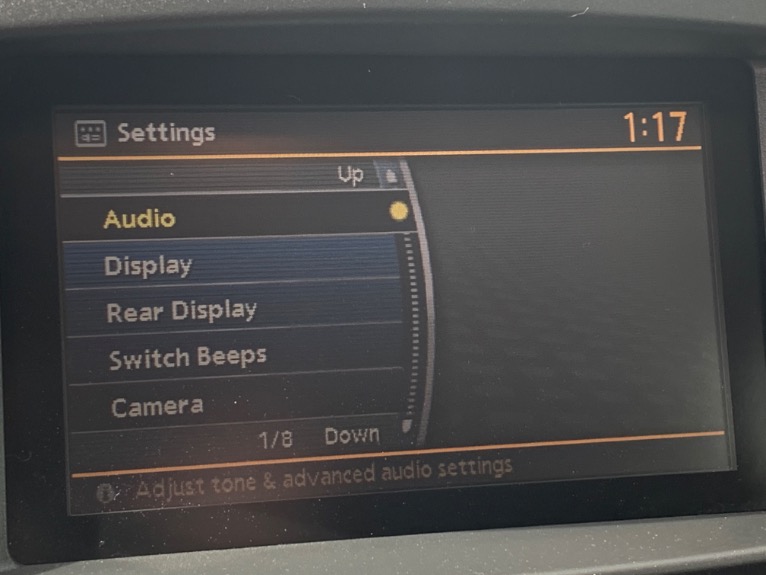 Settings 1:17
Up
Audio
Display
Rear Display
Switch Beeps
Camera
1/8 Down
Adjust tone & advanced audio settings